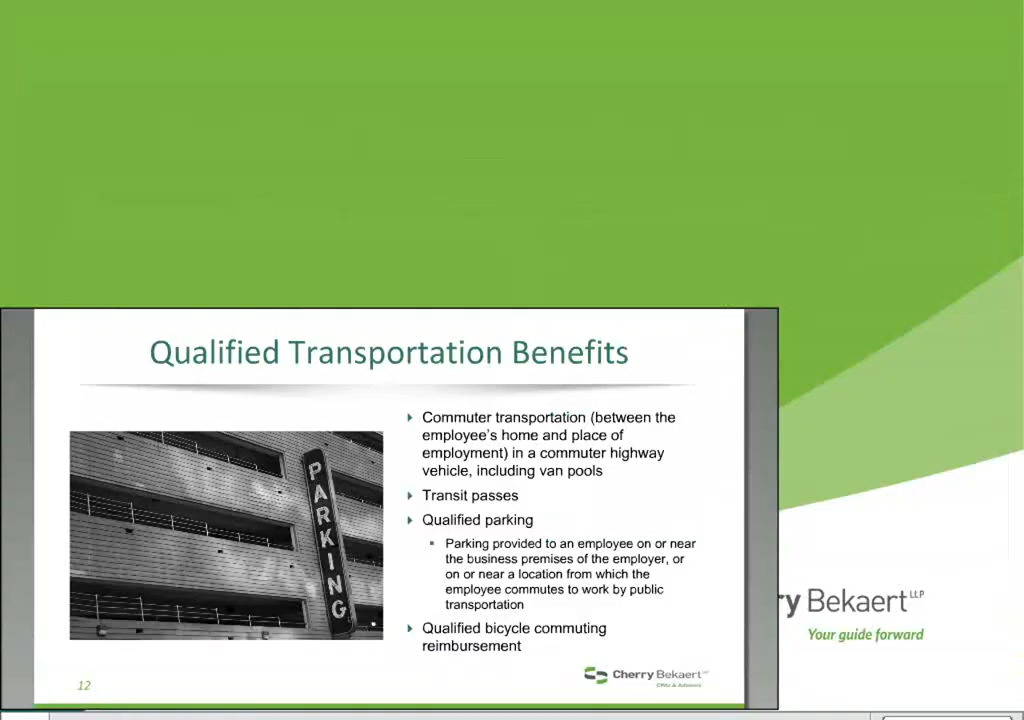 Qualified Transportation Benefits
Commuter transportation (between the
employee's home and place of
employment) in a commuter highway
vehicle, including van pools
Transit passes
Qualified parking
Parking provided to an employee on or near
the business premises of the employer, or
on or near a location from which the
employee commutes to work by public
transportation
Qualified bicycle commuting
reimbursement
PARKING
12
Cherry Bekaert LLP
CPAs & Advisors
ry Bekaert LLP
Your guide forward